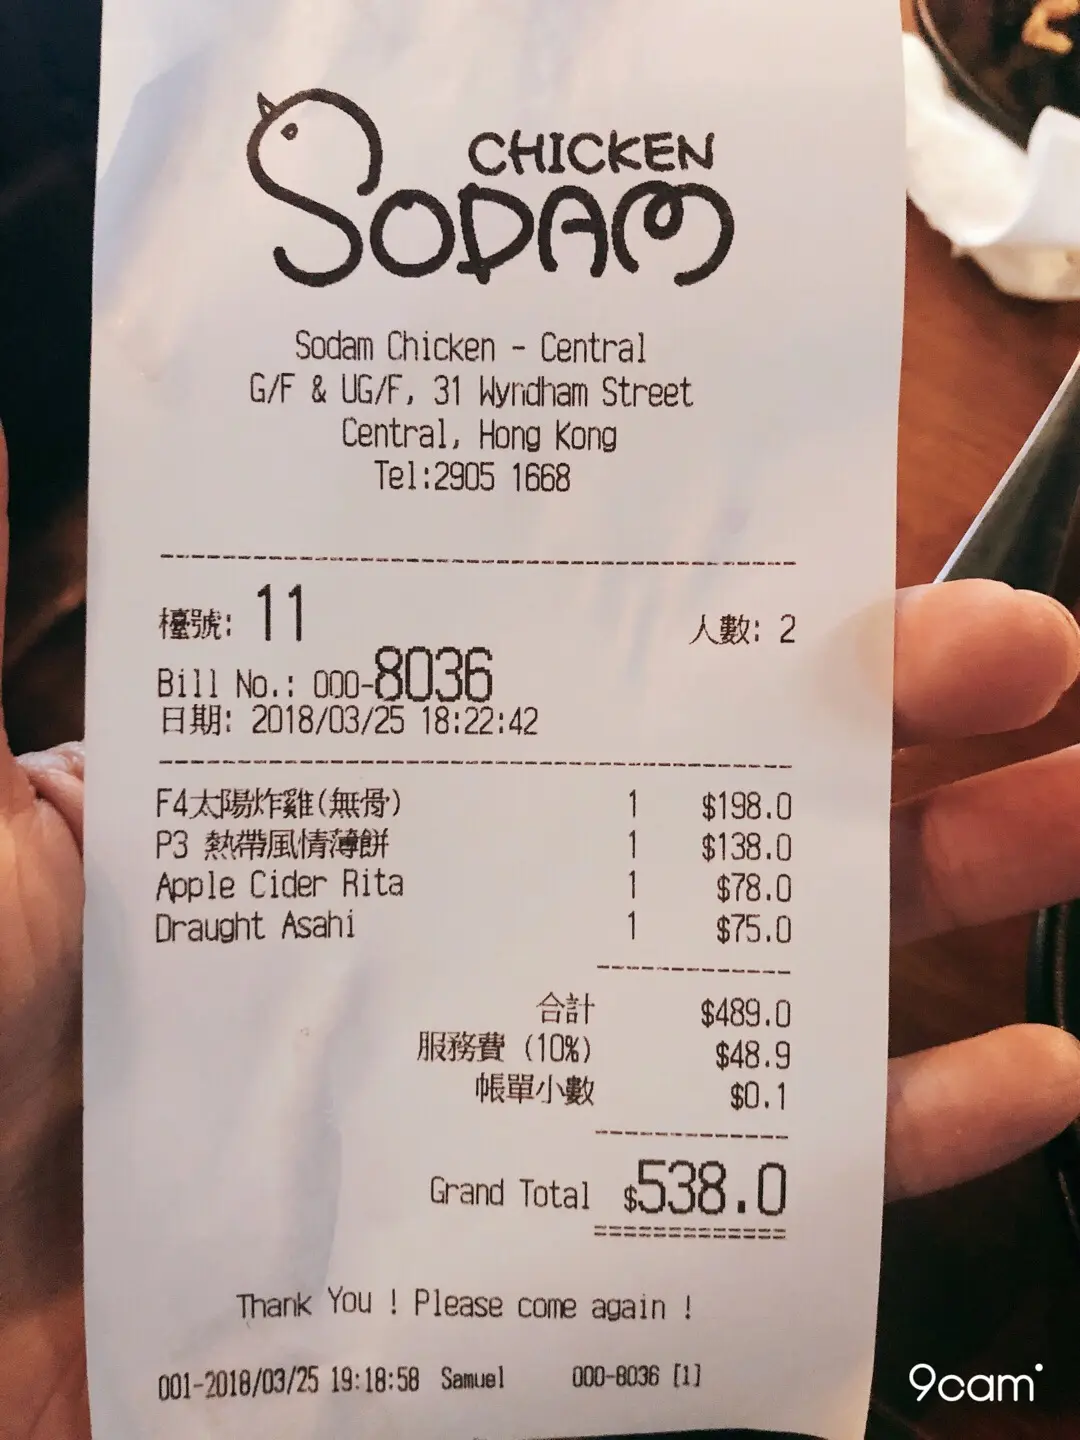 CHICKEN
SODAM
Sodam Chicken - Central
G/F & UG/F, 31 Wyndham Street
Central, Hong Kong
Tel:2905 1668
檯號: 11 人數: 2
Bill No.: 000-8036
日期: 2018/03/25 18:22:42
F4太陽炸雞(無骨) 1 $198.0
P3 熱帶風情薄餅 1 $138.0
Apple Cider Rita 1 $78.0
Draught Asahi 1 $75.0
合計 $489.0
服務費 (10%) $48.9
帳單小數 $0.1
Grand Total $538.0
Thank You ! Please come again !
001-2018/03/25 19:18:58 Samuel 000-8036 [1]
9cam